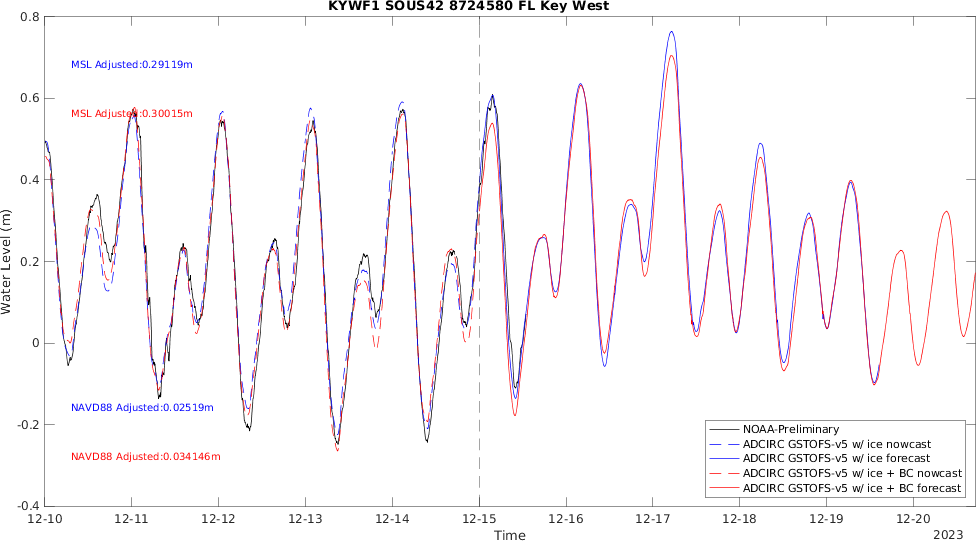 KYWF1 SOUS42 8724580 FL Key West
0.8
0.6
0.4
0.2
0
-0.2
-0.4
Water Level (m)
MSL Adjusted:0.29119m
MSL Adjusted:0.30015m
NAVD88 Adjusted:0.02519m
NAVD88 Adjusted:0.034146m
NOAA-Preliminary
ADCIRC GSTOFS-v5 w/ ice nowcast
ADCIRC GSTOFS-v5 w/ ice forecast
ADCIRC GSTOFS-v5 w/ ice + BC nowcast
ADCIRC GSTOFS-v5 w/ ice + BC forecast
12-10 12-11 12-12 12-13 12-14 12-15 12-16 12-17 12-18 12-19 12-20
Time
2023